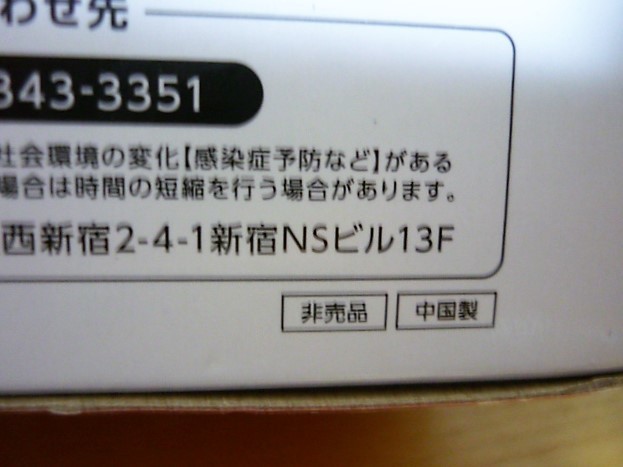 わせ先
343-3351
社会環境の変化【感染症予防など】がある
場合は時間の短縮を行う場合があります。
西新宿2-4-1新宿NSビル13F
非売品
中国製